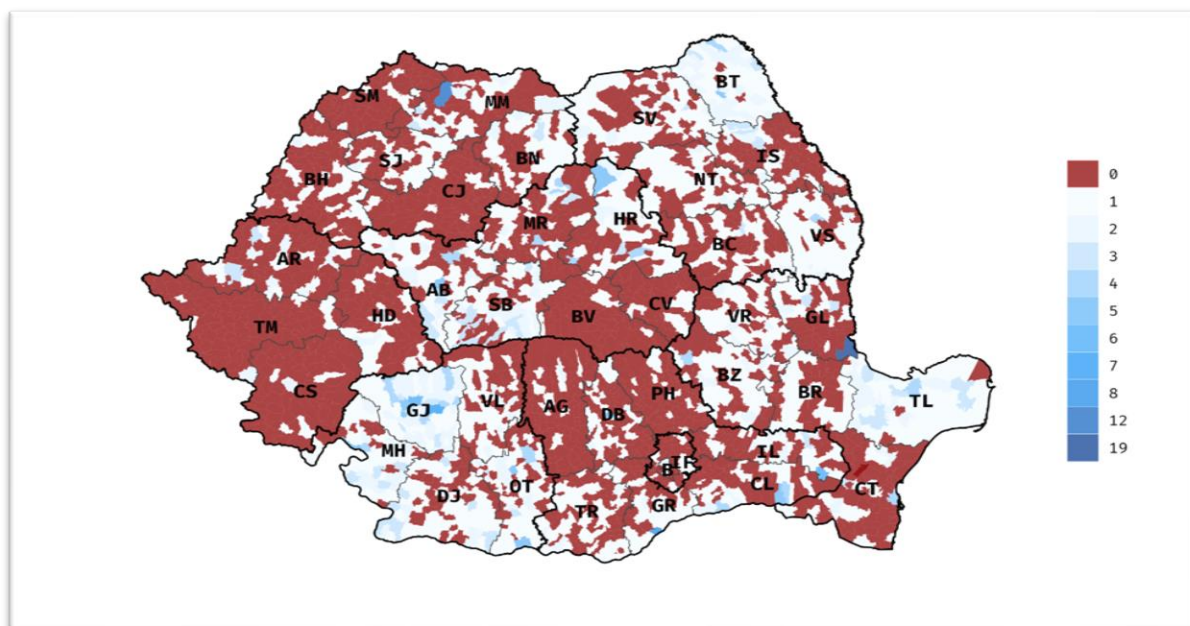 BT
SM
MM
SV
SJ
BN
IS
BH
CJ
NT
MR
HR
BC
VS
AR
AB
SB
CV
TM
HD
BV
VR
GL
CS
GJ
VL
AG
DB
PH
BZ
BR
TL
MH
DJ
OT
TR
GR
B
IF
IL
CL
CT
0
1
2
3
4
5
6
7
8
12
19